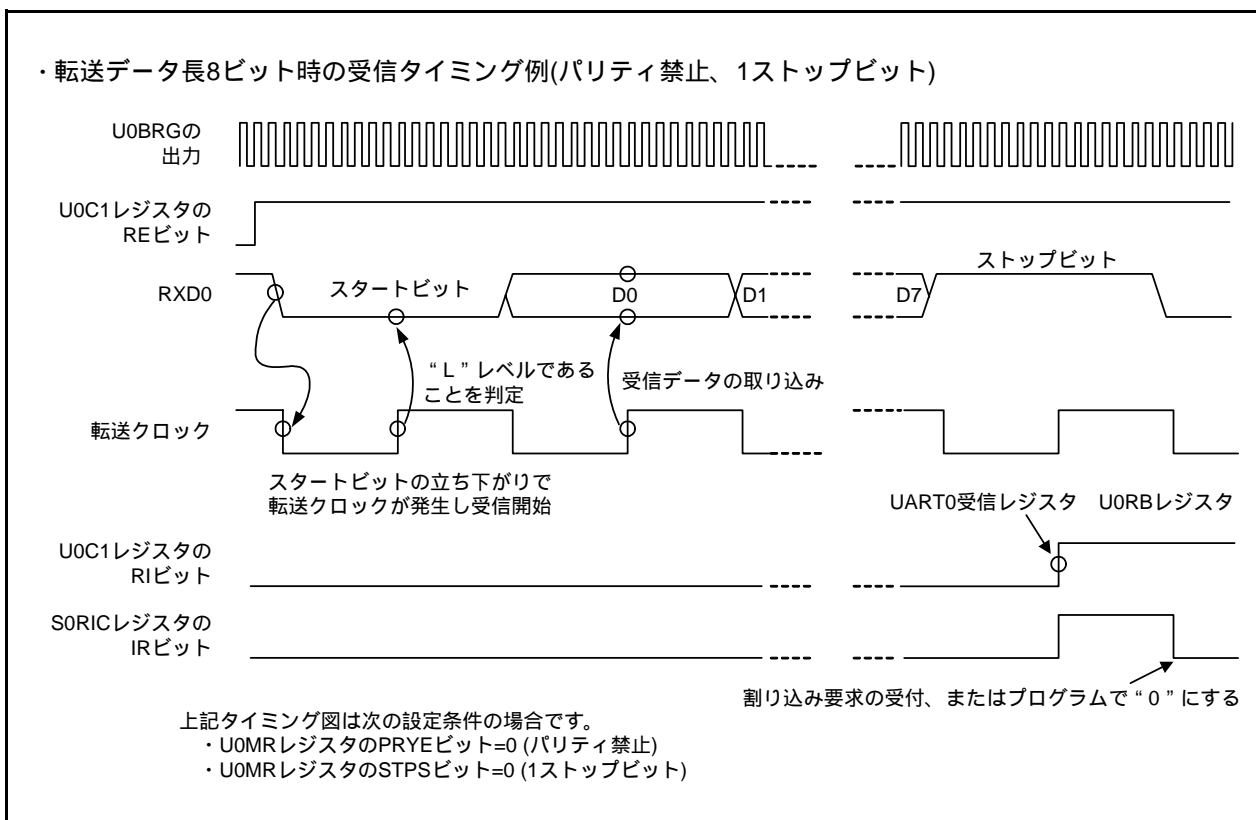 ・転送データ長8ビット時の受信タイミング例(パリティ禁止、1ストップビット)
U0BRGの
出力
U0C1レジスタの
REビット
RXD0
スタートビット
D0
D1
D7
ストップビット
“L”レベルである
ことを判定
受信データの取り込み
転送クロック
スタートビットの立ち下がりで
転送クロックが発生し受信開始
UART0受信レジスタ U0RBレジスタ
U0C1レジスタの
RIビット
S0RICレジスタの
IRビット
割り込み要求の受付、またはプログラムで“0”にする
上記タイミング図は次の設定条件の場合です。
・U0MRレジスタのPRYEビット=0 (パリティ禁止)
・U0MRレジスタのSTPSビット=0 (1ストップビット)